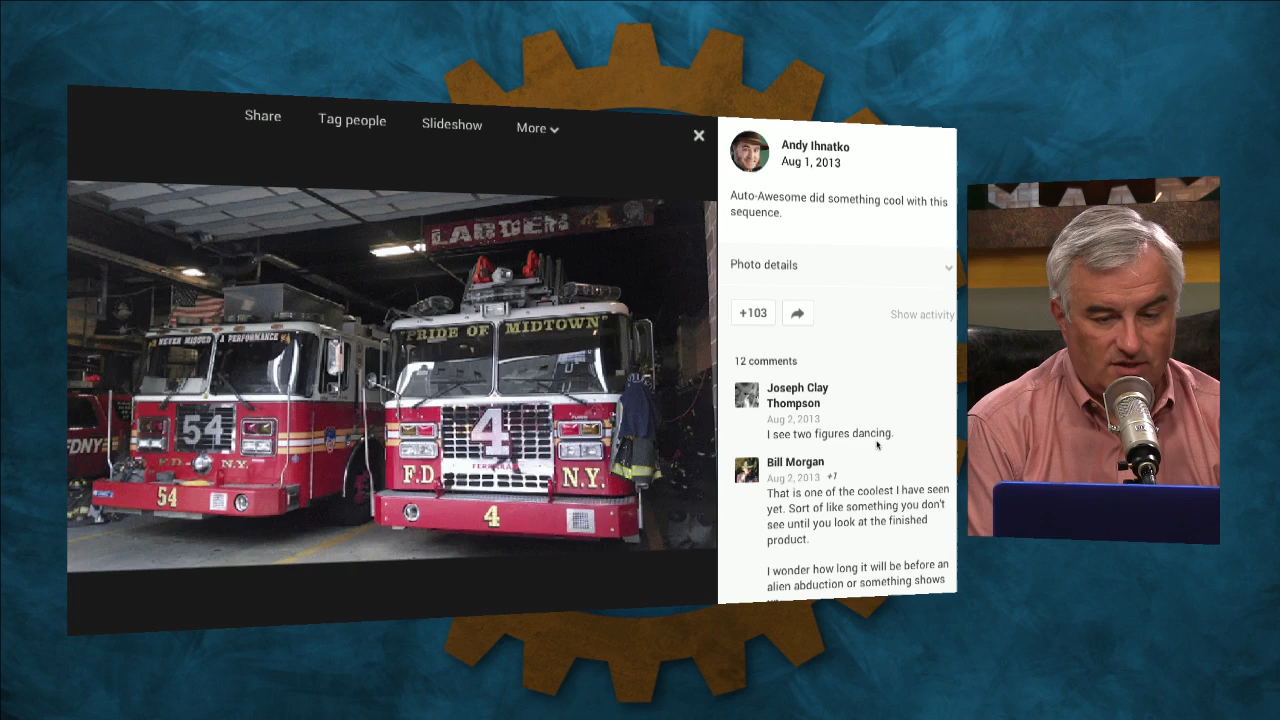 Share Tag people Slideshow More
Andy Ihnatko
Aug 1, 2013
Auto-Awesome did something cool with this
sequence.
Photo details
+103
Show activity
12 comments
Joseph Clay
Thompson
Aug 2, 2013
I see two figures dancing.
Bill Morgan
Aug 2, 2013 +1
That is one of the coolest I have seen
yet. Sort of like something you don't
see until you look at the finished
product.
I wonder how long it will be before an
alien abduction or something shows
LADDER
NEVER MISSED A PERFORMANCE
PRIDE OF MIDTOWN
FDNY
54
F.D. N.Y.
54
4
F.D. N.Y.
4